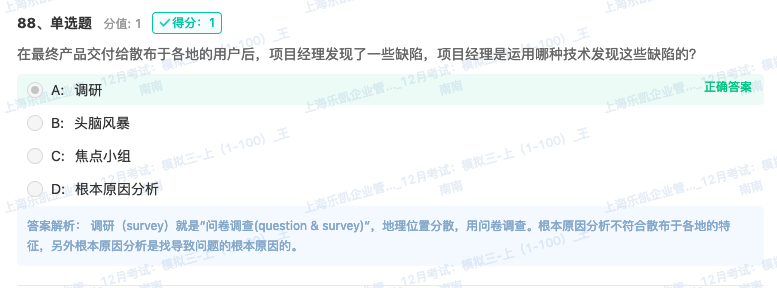 88、单选题 分值: 1 得分：1
在最终产品交付给散布于各地的用户后，项目经理发现了一些缺陷，项目经理是运用哪种技术发现这些缺陷的？
A: 调研 正确答案
B: 头脑风暴
C: 焦点小组
D: 根本原因分析
答案解析： 调研（survey）就是”问卷调查(question & survey)“，地理位置分散，用问卷调查。根本原因分析不符合散布于各地的特
征，另外根本原因分析是找导致问题的根本原因的。
上海乐凯企业管..._12月考试：模拟三-上（1-100）_王
南南